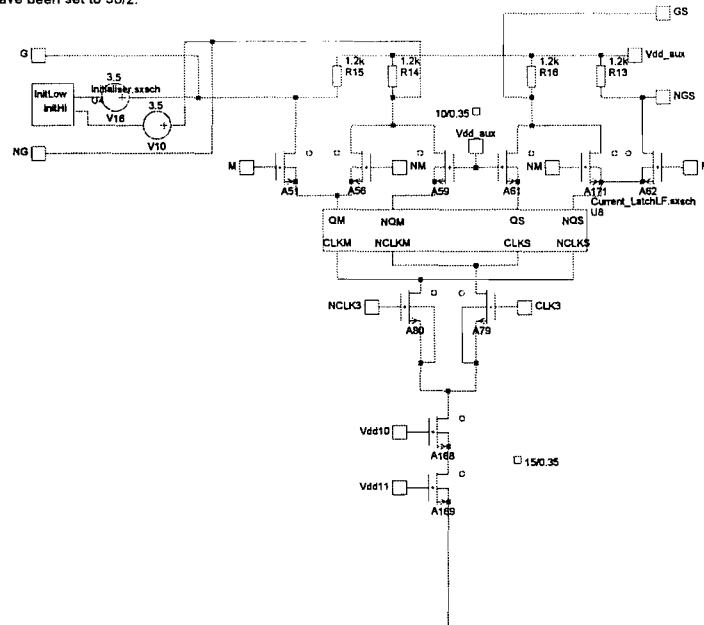 have been set to 50/2.
GS
G
Vdd_aux
1.2k
R15
1.2k
R14
1.2k
R16
1.2k
R13
3.5
Initialiser.sxsch
InitLow
InitHi
U4
V16
3.5
V10
NGS
10/0.35
Vdd_aux
NG
M
NM
NM
A51
A56
A59
A61
A171
A62
Current_LatchLF.sxsch
U8
QM
NQM
QS
NQS
CLKM
NCLKM
CLKS
NCLKS
NCLK3
CLK3
A80
A79
Vdd10
A168
15/0.35
Vdd11
A169